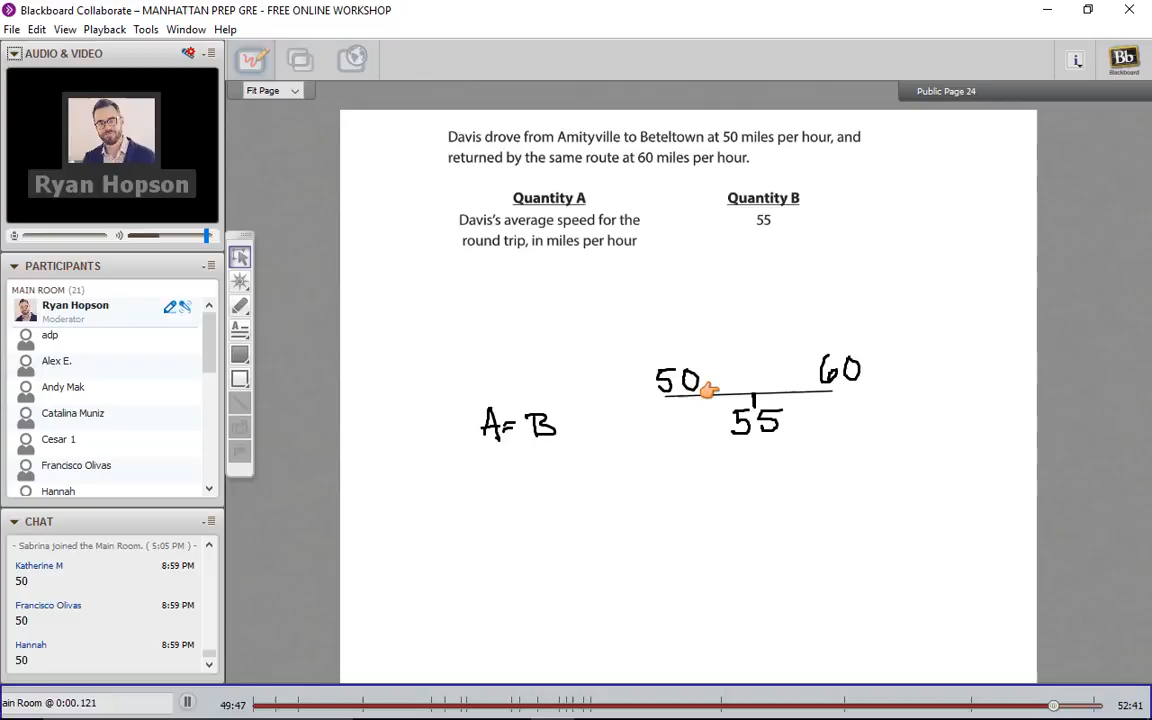 Blackboard Collaborate – MANHATTAN PREP GRE - FREE ONLINE WORKSHOP
File Edit View Playback Tools Window Help
AUDIO & VIDEO
Ryan Hopson
PARTICIPANTS
MAIN ROOM (21)
Ryan Hopson
Moderator
adp
Alex E.
Andy Mak
Catalina Muniz
Cesar 1
Francisco Olivas
Hannah
CHAT
- Sabrina joined the Main Room. ( 5:05 PM ) -
Katherine M 8:59 PM
50
Francisco Olivas 8:59 PM
50
Hannah 8:59 PM
50
Fit Page
Public Page 24
i
Bb
Blackboard
Davis drove from Amityville to Beteltown at 50 miles per hour, and
returned by the same route at 60 miles per hour.
Quantity A Quantity B
Davis's average speed for the 55
round trip, in miles per hour
50 60
55
A = B
ain Room @ 0:00.121
49:47 52:41